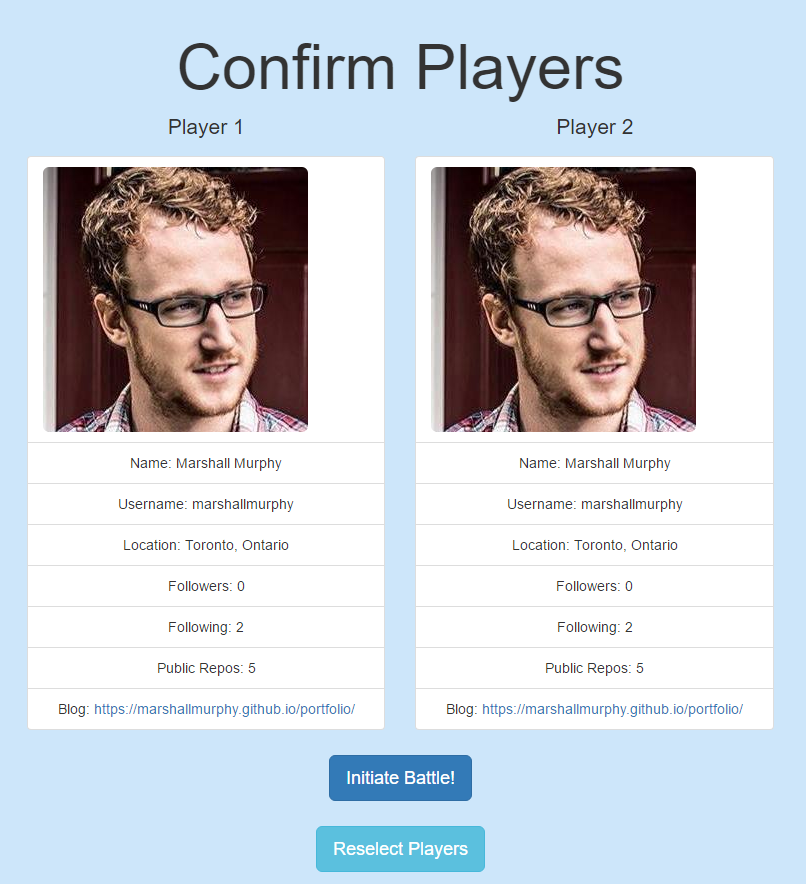 Confirm Players
Player 1
Name: Marshall Murphy
Username: marshallmurphy
Location: Toronto, Ontario
Followers: 0
Following: 2
Public Repos: 5
Blog: https://marshallmurphy.github.io/portfolio/
Player 2
Name: Marshall Murphy
Username: marshallmurphy
Location: Toronto, Ontario
Followers: 0
Following: 2
Public Repos: 5
Blog: https://marshallmurphy.github.io/portfolio/
Initiate Battle!
Reselect Players